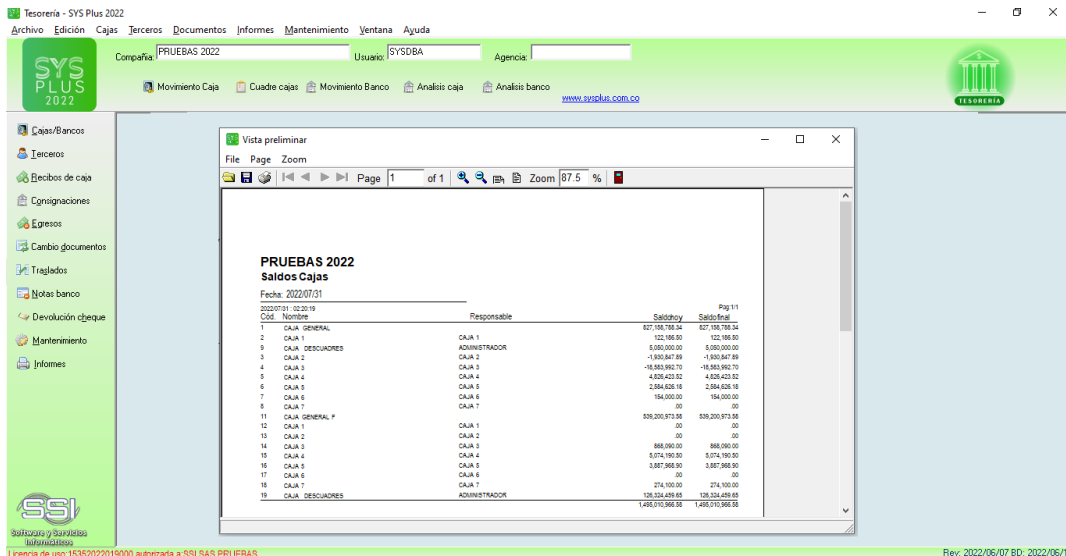 Tesorería - SYS Plus 2022
Archivo Edición Cajas Terceros Documentos Informes Mantenimiento Ventana Ayuda
SYS PLUS 2022
Compañia: PRUEBAS 2022 Usuario: SYSDBA Agencia:
Movimiento Caja Cuadre cajas Movimiento Banco Analisis caja Analisis banco
www.sysplus.com.co
TESORERIA
Cajas/Bancos
Terceros
Recibos de caja
Consignaciones
Egresos
Cambio documentos
Traslados
Notas banco
Devolución cheque
Mantenimiento
Informes
SSI
Software y Servicios
Informáticos
Vista preliminar
File Page Zoom
Page 1 of 1 Zoom 87.5 %
PRUEBAS 2022
Saldos Cajas
Fecha: 2022/07/31
2022/07/31 : 02:20:19 Pag:1/1
Cód. Nombre Responsable Saldohoy Saldofinal
1 CAJA GENERAL 827,158,788.34 827,158,788.34
2 CAJA 1 CAJA 1 122,186.50 122,186.50
9 CAJA DESCUADRES ADMINISTRADOR 5,050,000.00 5,050,000.00
3 CAJA 2 CAJA 2 -1,930,847.89 -1,930,847.89
4 CAJA 3 CAJA 3 -18,583,992.70 -18,583,992.70
5 CAJA 4 CAJA 4 4,826,423.52 4,826,423.52
6 CAJA 5 CAJA 5 2,584,626.18 2,584,626.18
7 CAJA 6 CAJA 6 154,000.00 154,000.00
8 CAJA 7 CAJA 7 .00 .00
11 CAJA GENERAL P 539,200,973.58 539,200,973.58
12 CAJA 1 CAJA 1 .00 .00
13 CAJA 2 CAJA 2 .00 .00
14 CAJA 3 CAJA 3 868,090.00 868,090.00
15 CAJA 4 CAJA 4 5,074,190.50 5,074,190.50
16 CAJA 5 CAJA 5 3,887,968.90 3,887,968.90
17 CAJA 6 CAJA 6 .00 .00
18 CAJA 7 CAJA 7 274,100.00 274,100.00
19 CAJA DESCUADRES ADMINISTRADOR 126,324,459.65 126,324,459.65
1,495,010,966.58 1,495,010,966.58
Licencia de uso:15352022019000 autorizada a:SSI SAS PRUEBAS
Rev: 2022/06/07 BD: 2022/06/1